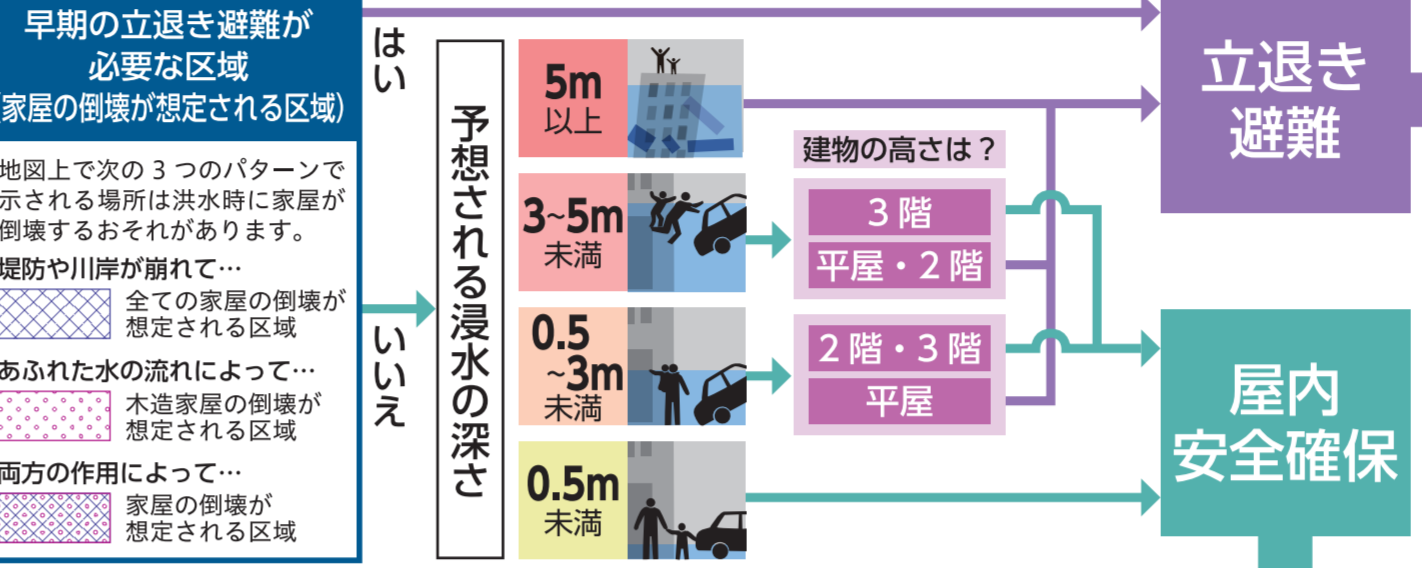 早期の立退き避難が
必要な区域
(家屋の倒壊が想定される区域)
地図上で次の3つのパターンで
示される場所は洪水時に家屋が
倒壊するおそれがあります。
堤防や川岸が崩れて…
全ての家屋の倒壊が
想定される区域
あふれた水の流れによって…
木造家屋の倒壊が
想定される区域
両方の作用によって…
家屋の倒壊が
想定される区域
はい
いいえ
予想される浸水の深さ
5m
以上
3~5m
未満
0.5
~3m
未満
0.5m
未満
建物の高さは?
3階
平屋・2階
2階・3階
平屋
立退き
避難
屋内
安全確保